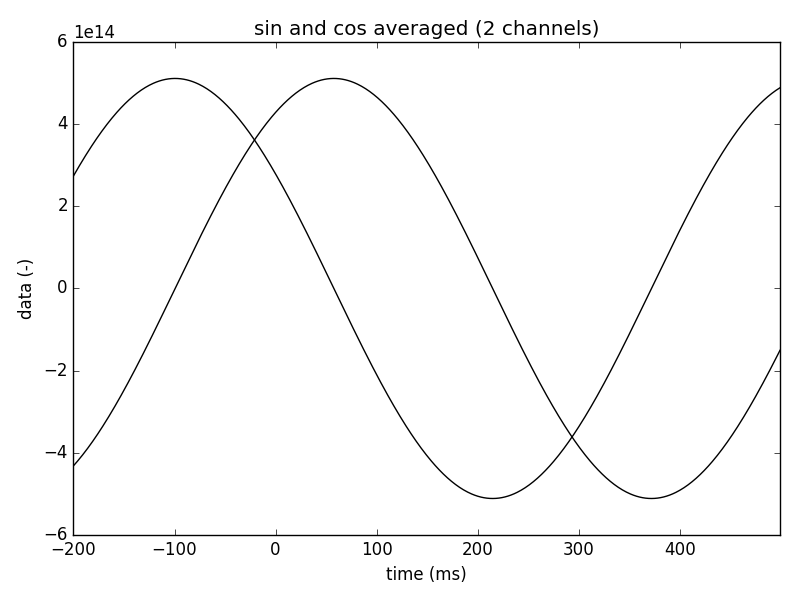 sin and cos averaged (2 channels)
1e14
6
4
2
0
−2
−4
−6
data (-)
−200 −100 0 100 200 300 400
time (ms)